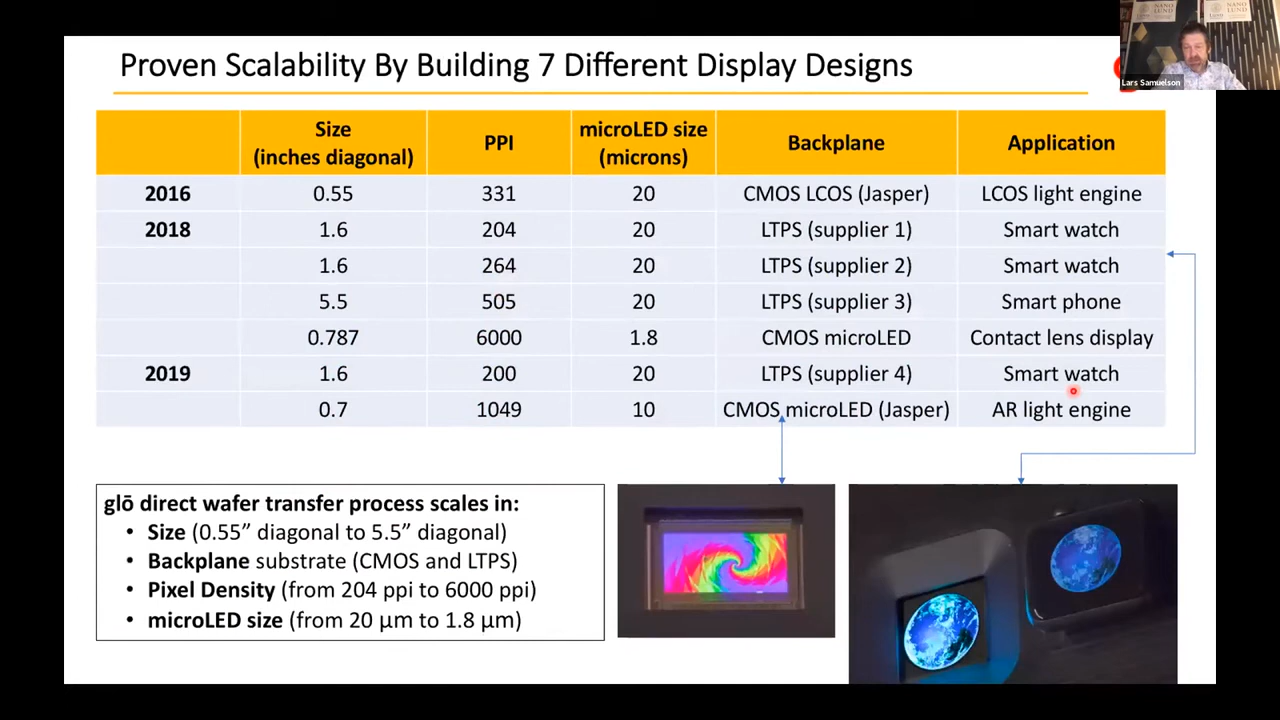 Proven Scalability By Building 7 Different Display Designs
NANO LUND
LUND
NANO LUND
LUND
Lars Samuelson
Size (inches diagonal) PPI microLED size (microns) Backplane Application
2016 0.55 331 20 CMOS LCOS (Jasper) LCOS light engine
2018 1.6 204 20 LTPS (supplier 1) Smart watch
1.6 264 20 LTPS (supplier 2) Smart watch
5.5 505 20 LTPS (supplier 3) Smart phone
0.787 6000 1.8 CMOS microLED Contact lens display
2019 1.6 200 20 LTPS (supplier 4) Smart watch
0.7 1049 10 CMOS microLED (Jasper) AR light engine
glō direct wafer transfer process scales in:
• Size (0.55” diagonal to 5.5” diagonal)
• Backplane substrate (CMOS and LTPS)
• Pixel Density (from 204 ppi to 6000 ppi)
• microLED size (from 20 µm to 1.8 µm)